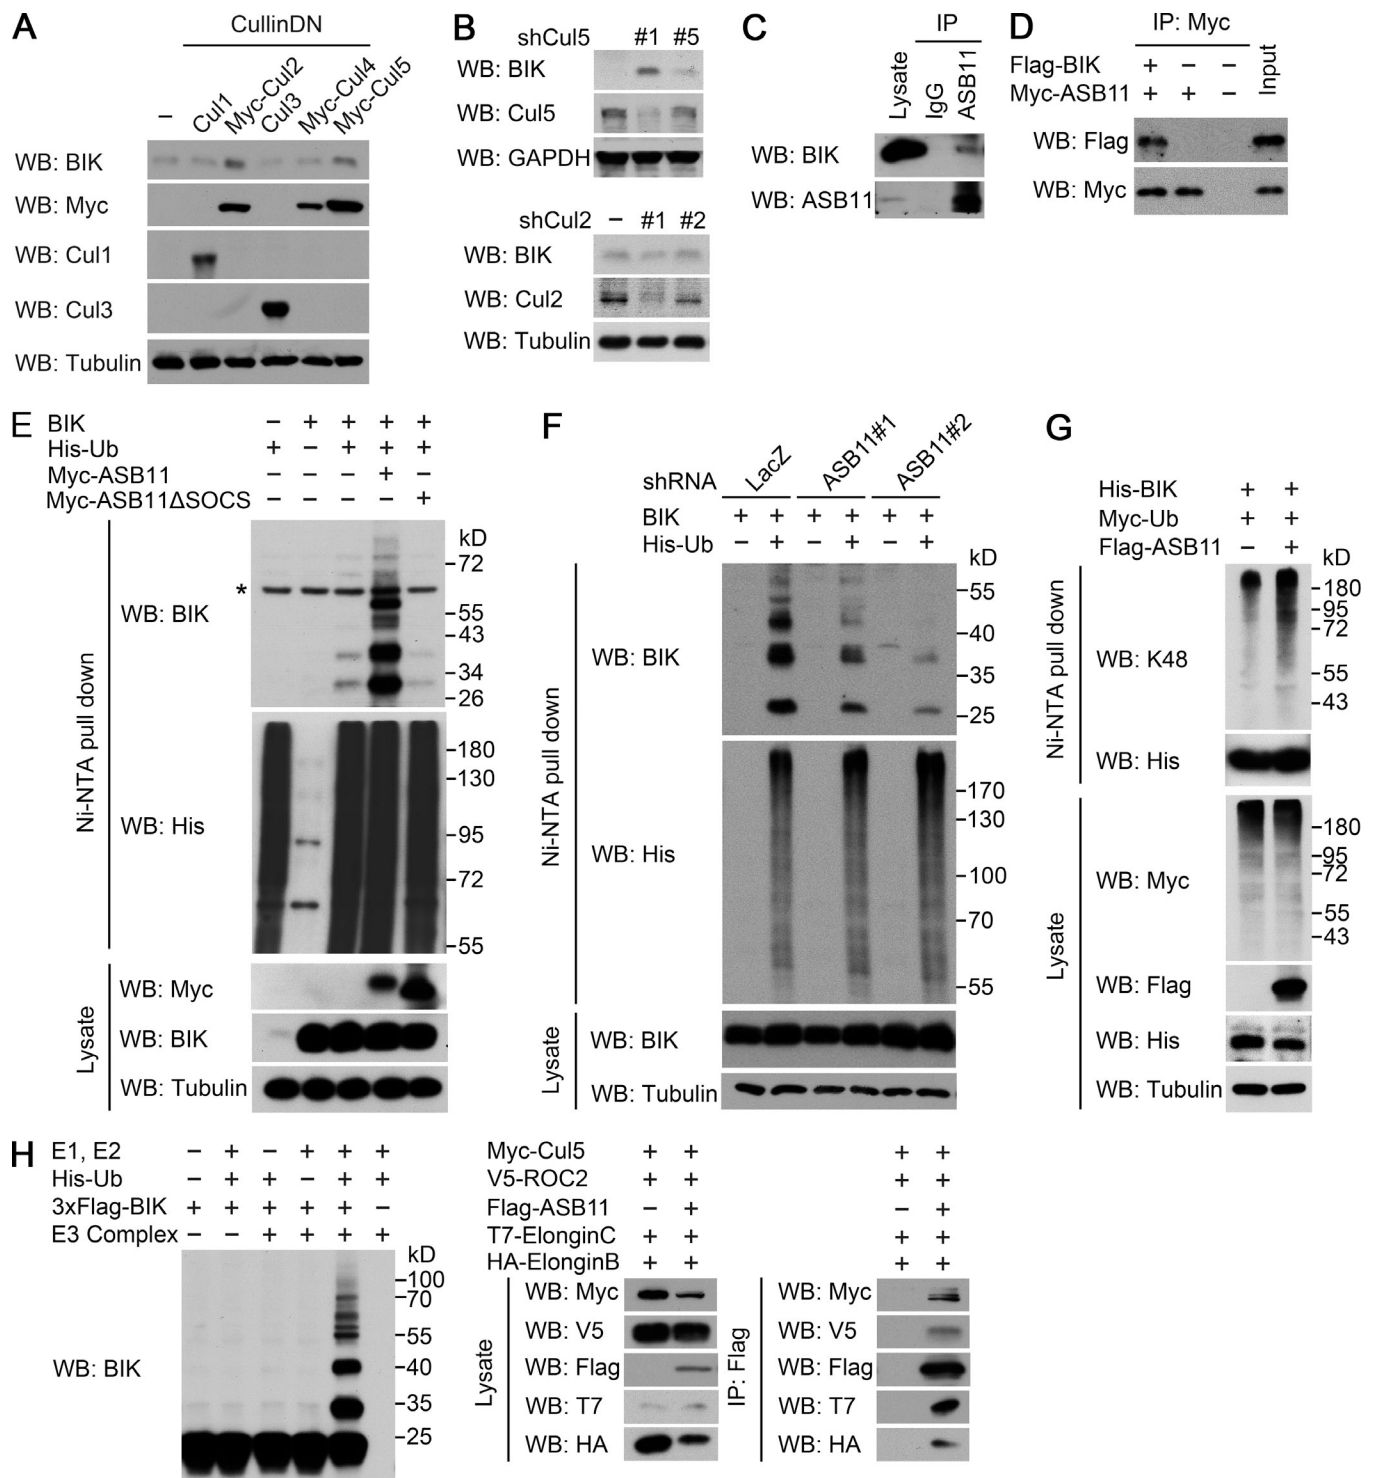 A
CullinDN
– Cul1 Myc-Cul2 Cul3 Myc-Cul4 Myc-Cul5
WB: BIK
WB: Myc
WB: Cul1
WB: Cul3
WB: Tubulin
B
shCul5 #1 #5
WB: BIK
WB: Cul5
WB: GAPDH
shCul2 – #1 #2
WB: BIK
WB: Cul2
WB: Tubulin
C
IP
Lysate IgG ASB11
WB: BIK
WB: ASB11
D
IP: Myc
Flag-BIK + – –
Myc-ASB11 + + –
Input
WB: Flag
WB: Myc
E
BIK – + + + +
His-Ub + – + + +
Myc-ASB11 – – – + –
Myc-ASB11ΔSOCS – – – – +
kD
Ni-NTA pull down
WB: BIK
*
-72
-55
-43
-34
-26
WB: His
-180
-130
-95
-72
-55
Lysate
WB: Myc
WB: BIK
WB: Tubulin
F
shRNA LacZ ASB11#1 ASB11#2
BIK + + + + + +
His-Ub – + – + – +
kD
Ni-NTA pull down
WB: BIK
-55
-40
-35
-25
WB: His
-170
-130
-100
-70
-55
Lysate
WB: BIK
WB: Tubulin
G
His-BIK + +
Myc-Ub + +
Flag-ASB11 – +
kD
Ni-NTA pull down
WB: K48
-180
-95
-72
-55
-43
WB: His
Lysate
WB: Myc
-180
-95
-72
-55
-43
WB: Flag
WB: His
WB: Tubulin
H
E1, E2 – + – + + +
His-Ub – + + – + +
3xFlag-BIK + + + + + –
E3 Complex – – + + + +
kD
WB: BIK
-100
-70
-55
-40
-35
-25
Myc-Cul5 + + + +
V5-ROC2 + + + +
Flag-ASB11 – + – +
T7-ElonginC + + + +
HA-ElonginB + + + +
Lysate
WB: Myc
WB: V5
WB: Flag
WB: T7
WB: HA
IP: Flag
WB: Myc
WB: V5
WB: Flag
WB: T7
WB: HA